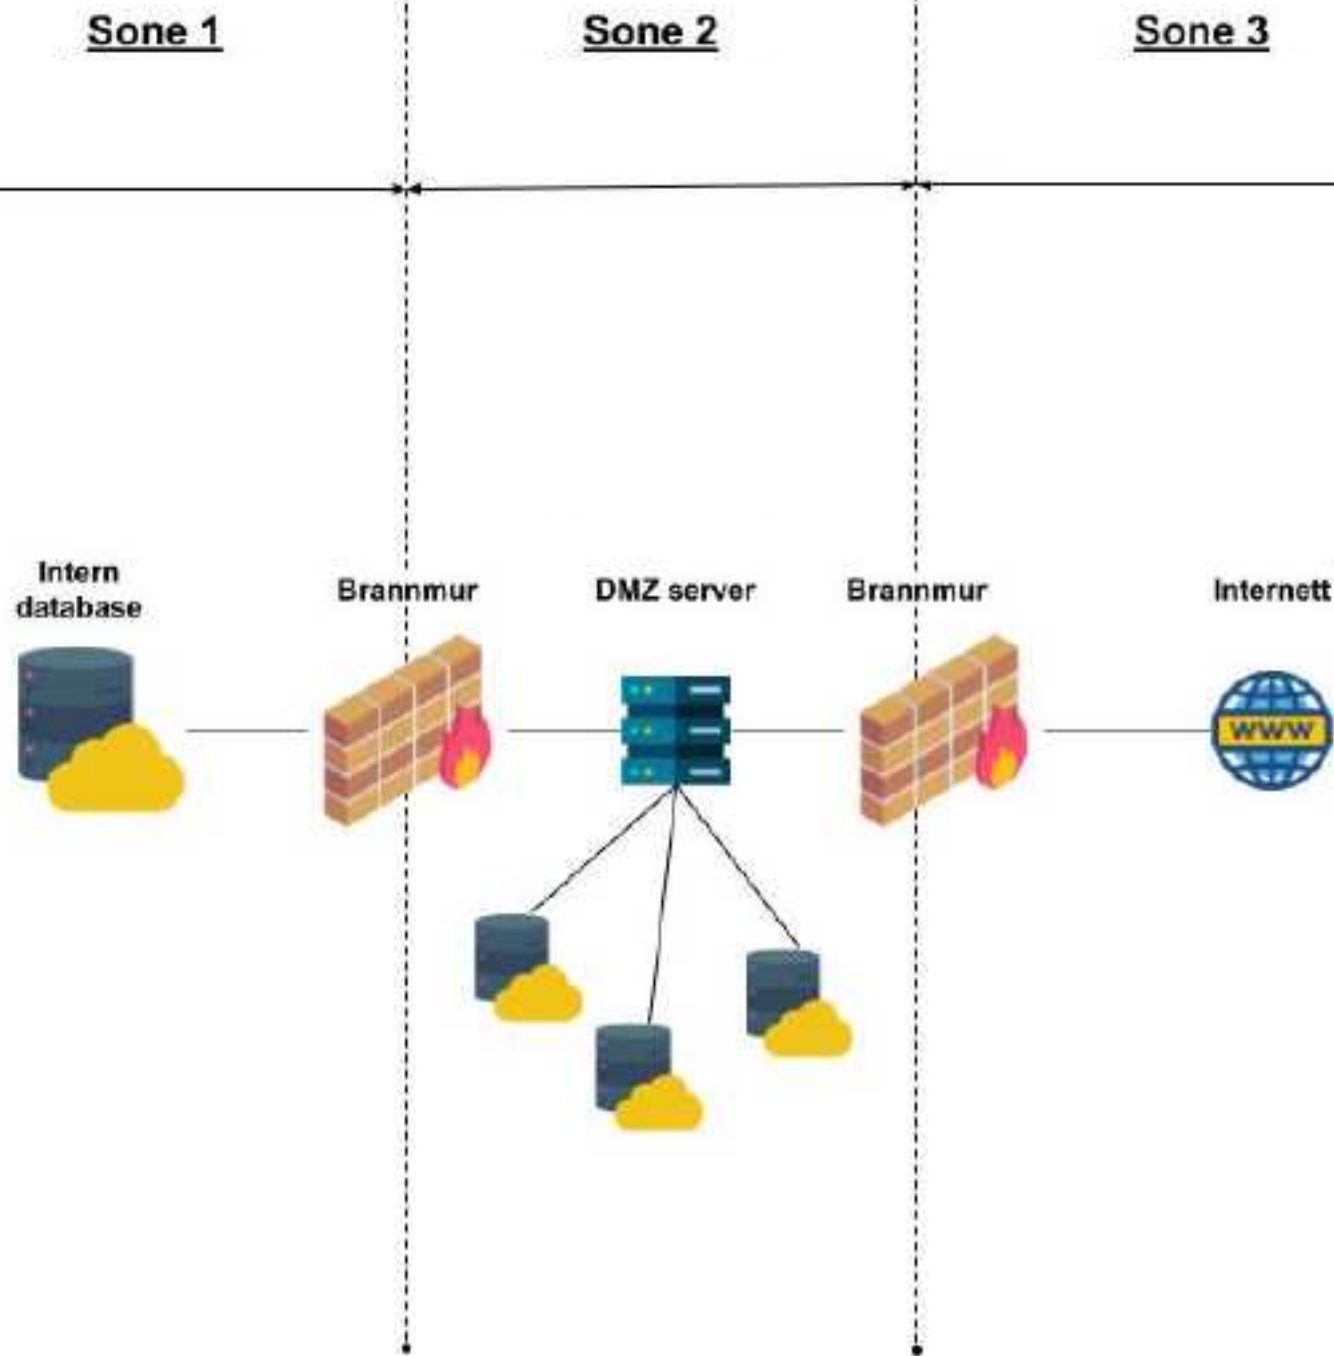 Sone 1
Sone 2
Sone 3
Intern
database
Brannmur
DMZ server
Brannmur
Internett
www